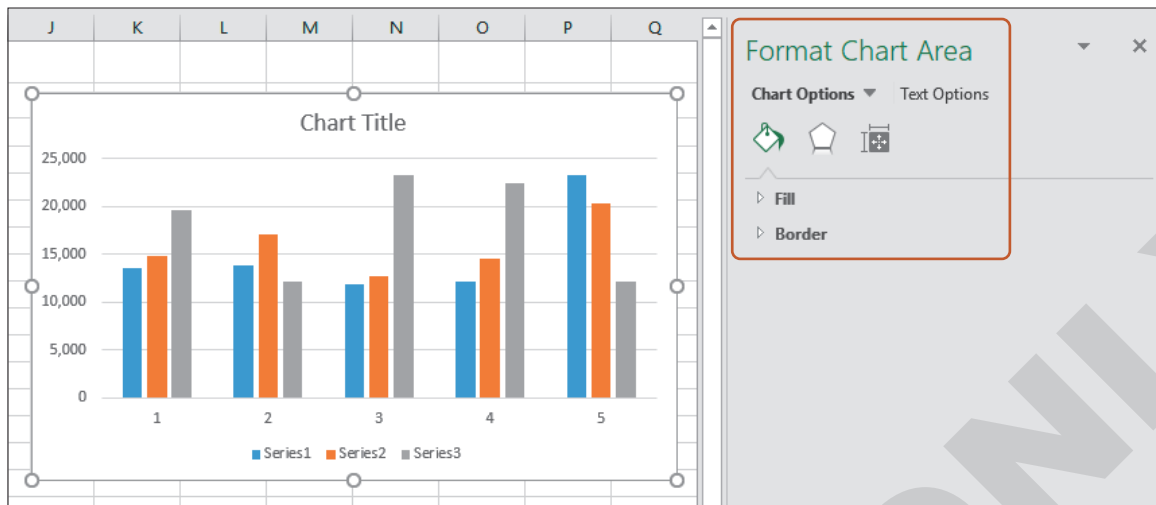 J K L M N O P Q
Format Chart Area
Chart Options Text Options
Fill
Border
Chart Title
25,000
20,000
15,000
10,000
5,000
0
1 2 3 4 5
Series1 Series2 Series3